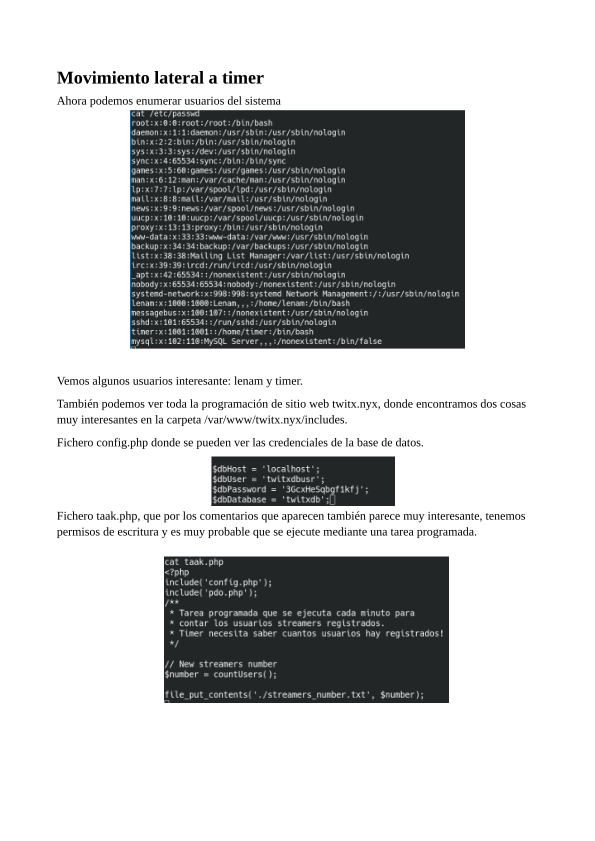 Movimiento lateral a timer
Ahora podemos enumerar usuarios del sistema
cat /etc/passwd
root:x:0:0:root:/root:/bin/bash
daemon:x:1:1:daemon:/usr/sbin:/usr/sbin/nologin
bin:x:2:2:bin:/bin:/usr/sbin/nologin
sys:x:3:3:sys:/dev:/usr/sbin/nologin
sync:x:4:65534:sync:/bin:/bin/sync
games:x:5:60:games:/usr/games:/usr/sbin/nologin
man:x:6:12:man:/var/cache/man:/usr/sbin/nologin
lp:x:7:7:lp:/var/spool/lpd:/usr/sbin/nologin
mail:x:8:8:mail:/var/mail:/usr/sbin/nologin
news:x:9:9:news:/var/spool/news:/usr/sbin/nologin
uucp:x:10:10:uucp:/var/spool/uucp:/usr/sbin/nologin
proxy:x:13:13:proxy:/bin:/usr/sbin/nologin
www-data:x:33:33:www-data:/var/www:/usr/sbin/nologin
backup:x:34:34:backup:/var/backups:/usr/sbin/nologin
list:x:38:38:Mailing List Manager:/var/list:/usr/sbin/nologin
irc:x:39:39:ircd:/run/ircd:/usr/sbin/nologin
_apt:x:42:65534::/nonexistent:/usr/sbin/nologin
nobody:x:65534:65534:nobody:/nonexistent:/usr/sbin/nologin
systemd-network:x:998:998:systemd Network Management:/:/usr/sbin/nologin
lenam:x:1000:1000:Lenam,,,:/home/lenam:/bin/bash
messagebus:x:100:107::/nonexistent:/usr/sbin/nologin
sshd:x:101:65534::/run/sshd:/usr/sbin/nologin
timer:x:1001:1001::/home/timer:/bin/bash
mysql:x:102:110:MySQL Server,,,:/nonexistent:/bin/false
Vemos algunos usuarios interesante: lenam y timer.
También podemos ver toda la programación de sitio web twitx.nyx, donde encontramos dos cosas
muy interesantes en la carpeta /var/www/twitx.nyx/includes.
Fichero config.php donde se pueden ver las credenciales de la base de datos.
$dbHost = 'localhost';
$dbUser = 'twitxdbusr';
$dbPassword = '3GcxHeSqbgf1kfj';
$dbDatabase = 'twitxdb';
Fichero taak.php, que por los comentarios que aparecen también parece muy interesante, tenemos
permisos de escritura y es muy probable que se ejecute mediante una tarea programada.
cat taak.php
<?php
include('config.php');
include('pdo.php');
/**
* Tarea programada que se ejecuta cada minuto para
* contar los usuarios streamers registrados.
* Timer necesita saber cuantos usuarios hay registrados!
*/
// New streamers number
$number = countUsers();
file_put_contents('./streamers_number.txt', $number);